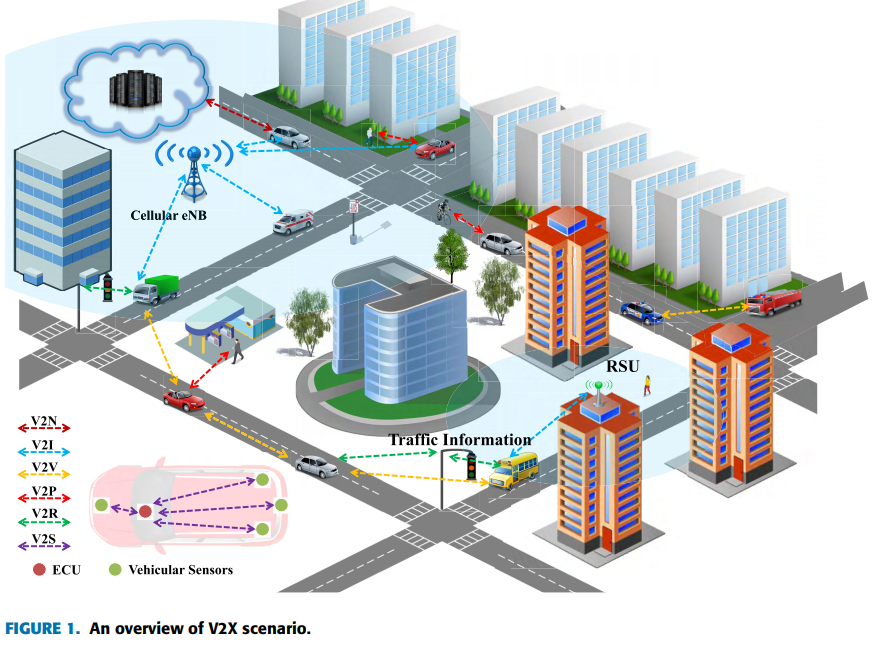 Cellular eNB
RSU
Traffic Information
V2N
V2I
V2V
V2P
V2R
V2S
ECU
Vehicular Sensors
FIGURE 1. An overview of V2X scenario.